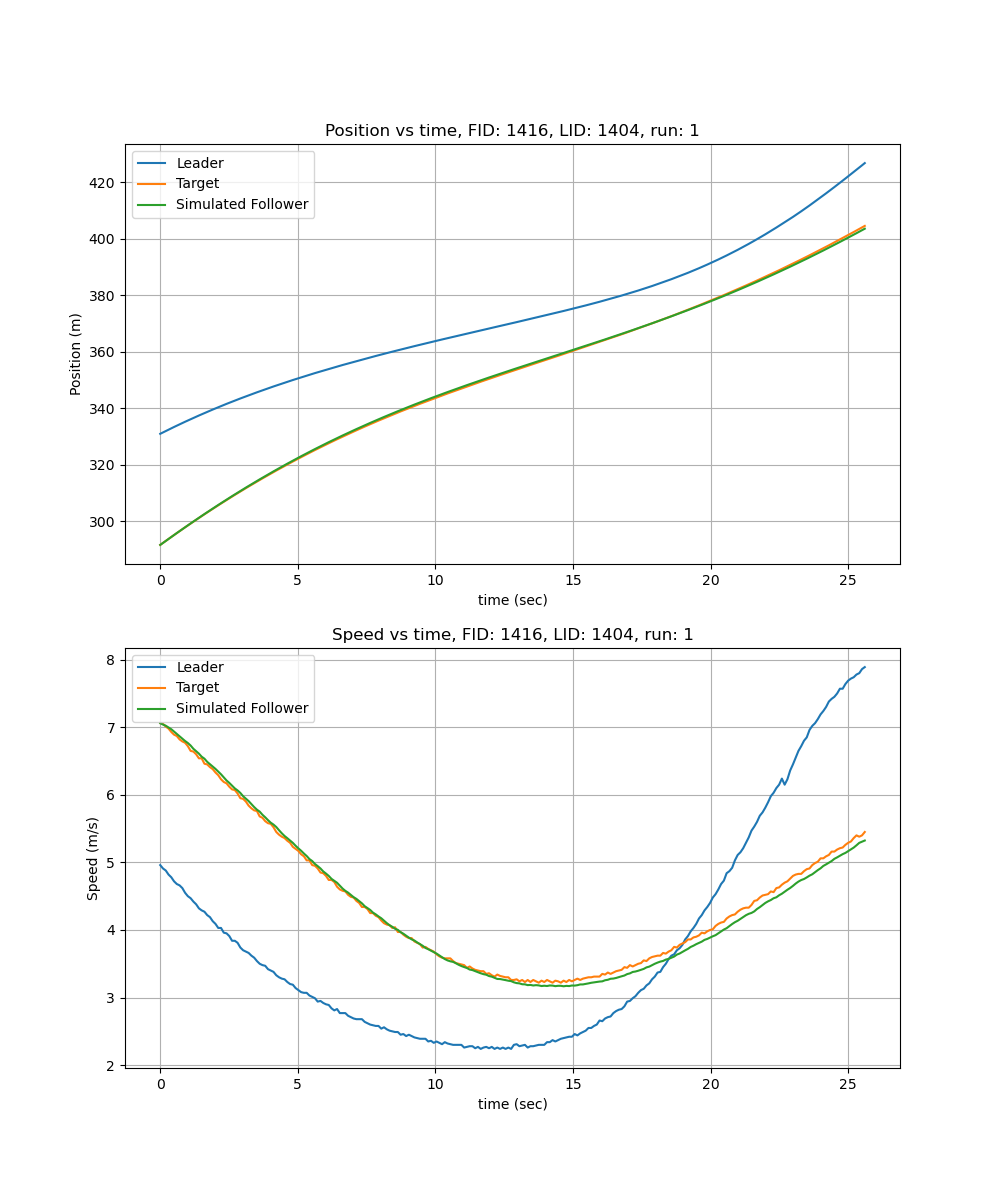 Position vs time, FID: 1416, LID: 1404, run: 1
Leader
Target
Simulated Follower
420
400
380
360
340
320
300
Position (m)
0 5 10 15 20 25
time (sec)
Speed vs time, FID: 1416, LID: 1404, run: 1
Leader
Target
Simulated Follower
8
7
6
5
4
3
2
Speed (m/s)
0 5 10 15 20 25
time (sec)